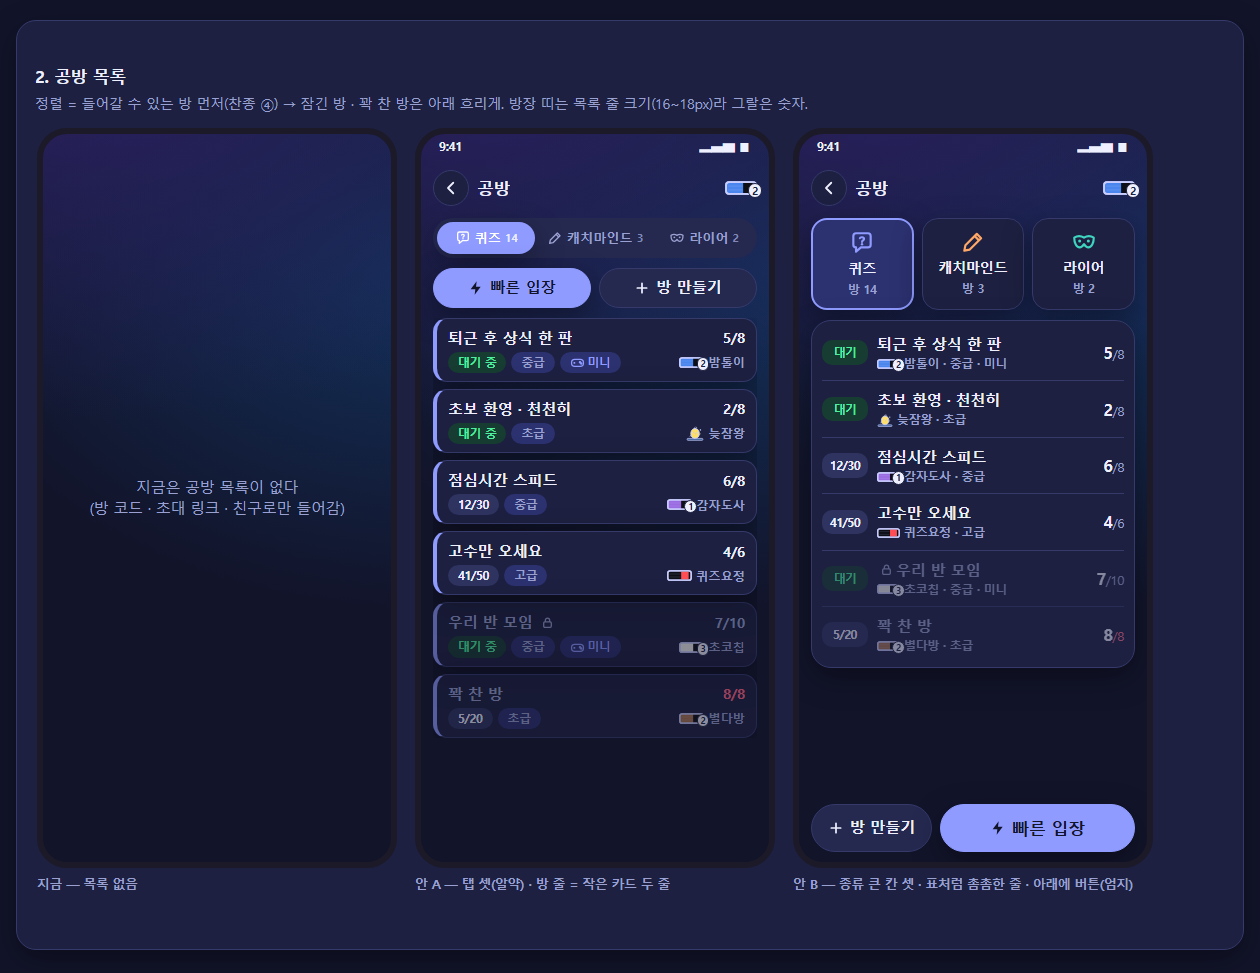 2. 공방 목록
정렬 = 들어갈 수 있는 방 먼저(찬종 ④) → 잠긴 방 · 꽉 찬 방은 아래 흐리게. 방장 띠는 목록 줄 크기(16~18px)라 그랄은 숫자.
지금은 공방 목록이 없다
(방 코드 · 초대 링크 · 친구로만 들어감)
지금 — 목록 없음
9:41
공방
2
퀴즈 14
캐치마인드 3
라이어 2
빠른 입장
+ 방 만들기
퇴근 후 상식 한 판
5/8
대기 중
중급
미니
2 밤톨이
초보 환영 · 천천히
2/8
대기 중
초급
늦잠왕
점심시간 스피드
6/8
12/30
중급
1 감자도사
고수만 오세요
4/6
41/50
고급
퀴즈요정
우리 반 모임
7/10
대기 중
중급
미니
3 초코칩
꽉 찬 방
8/8
5/20
초급
2 별다방
안 A — 탭 셋(알약) · 방 줄 = 작은 카드 두 줄
9:41
공방
2
퀴즈
방 14
캐치마인드
방 3
라이어
방 2
대기
퇴근 후 상식 한 판
2 밤톨이 · 중급 · 미니
5/8
대기
초보 환영 · 천천히
늦잠왕 · 초급
2/8
12/30
점심시간 스피드
1 감자도사 · 중급
6/8
41/50
고수만 오세요
퀴즈요정 · 고급
4/6
대기
우리 반 모임
3 초코칩 · 중급 · 미니
7/10
5/20
꽉 찬 방
2 별다방 · 초급
8/8
+ 방 만들기
빠른 입장
안 B — 종류 큰 칸 셋 · 표처럼 촘촘한 줄 · 아래에 버튼(엄지)